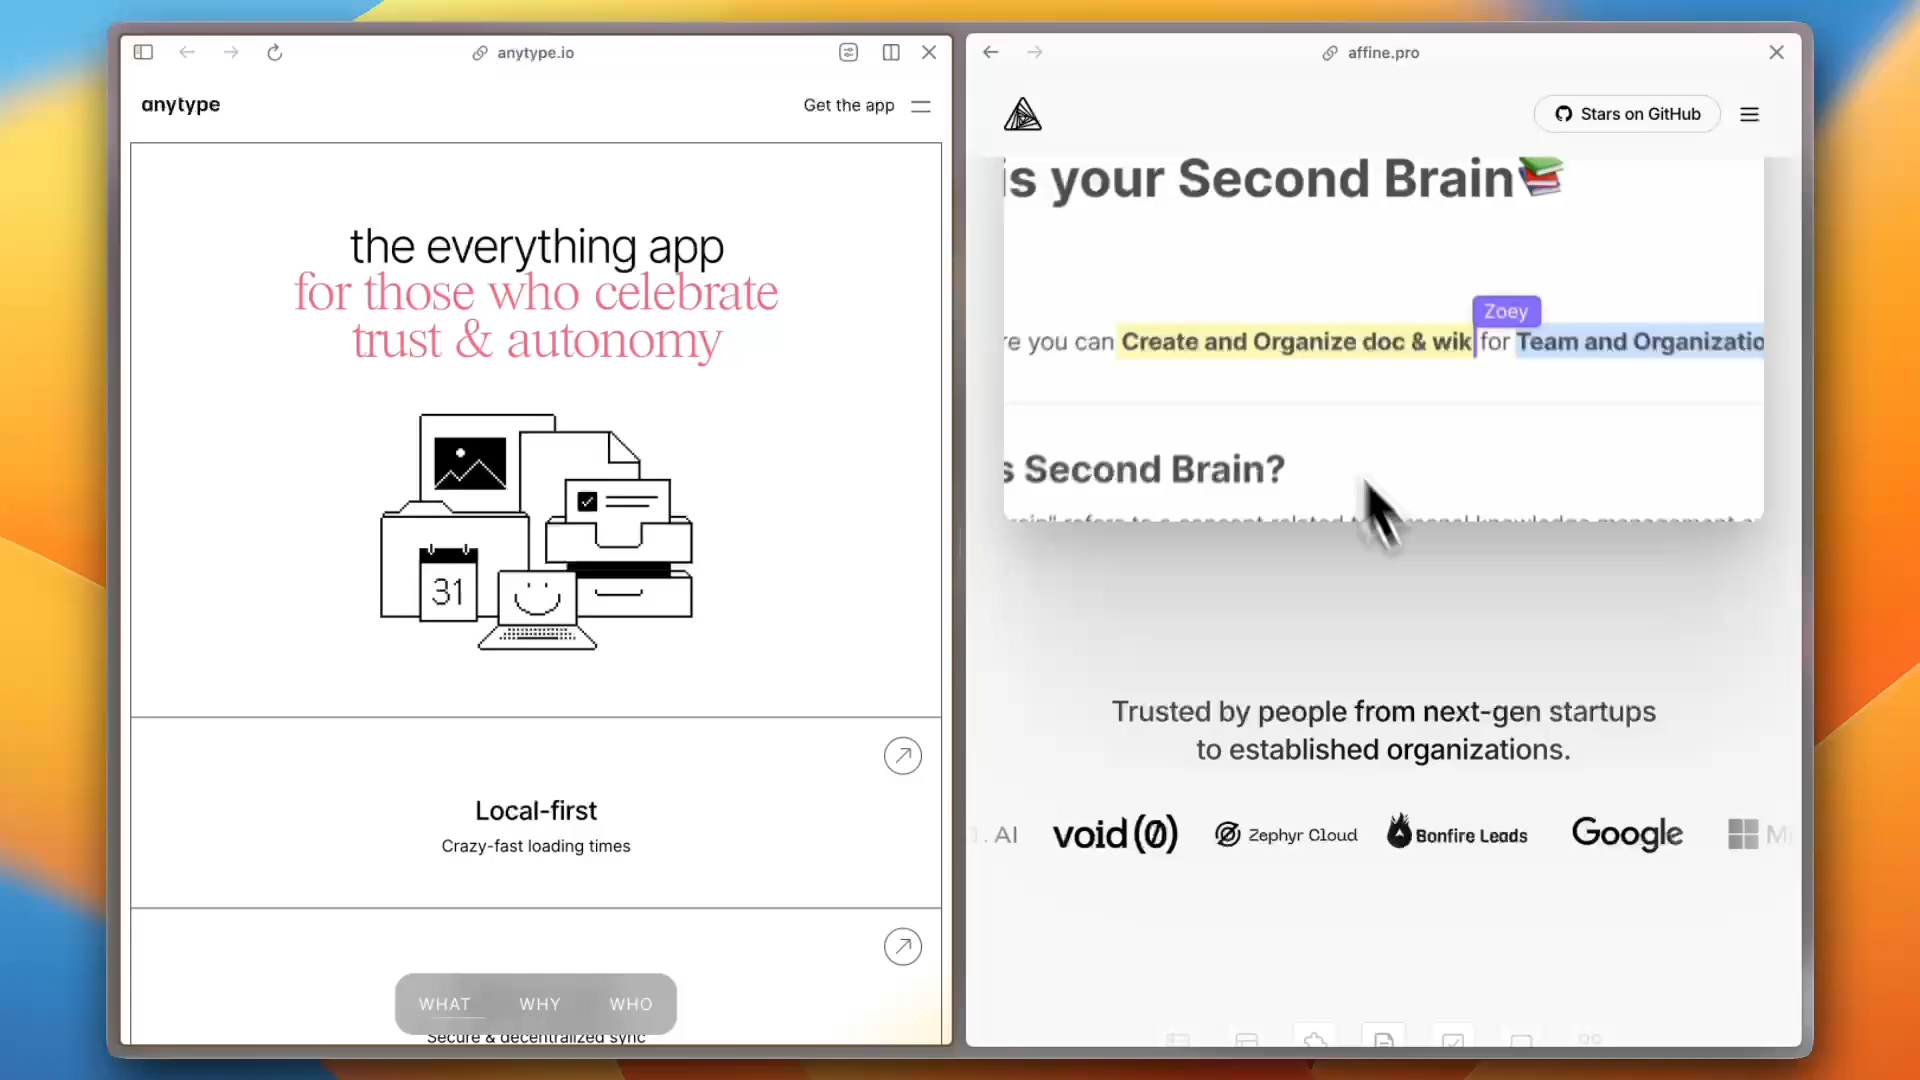 anytype.io
anytype
Get the app
the everything app
for those who celebrate
trust & autonomy
31
Local-first
Crazy-fast loading times
WHAT
WHY
WHO
Secure & decentralized sync
affine.pro
Stars on GitHub
is your Second Brain
Zoey
re you can Create and Organize doc & wik for Team and Organizatio
s Second Brain?
Trusted by people from next-gen startups
to established organizations.
. AI
void(0)
Zephyr Cloud
Bonfire Leads
Google
M